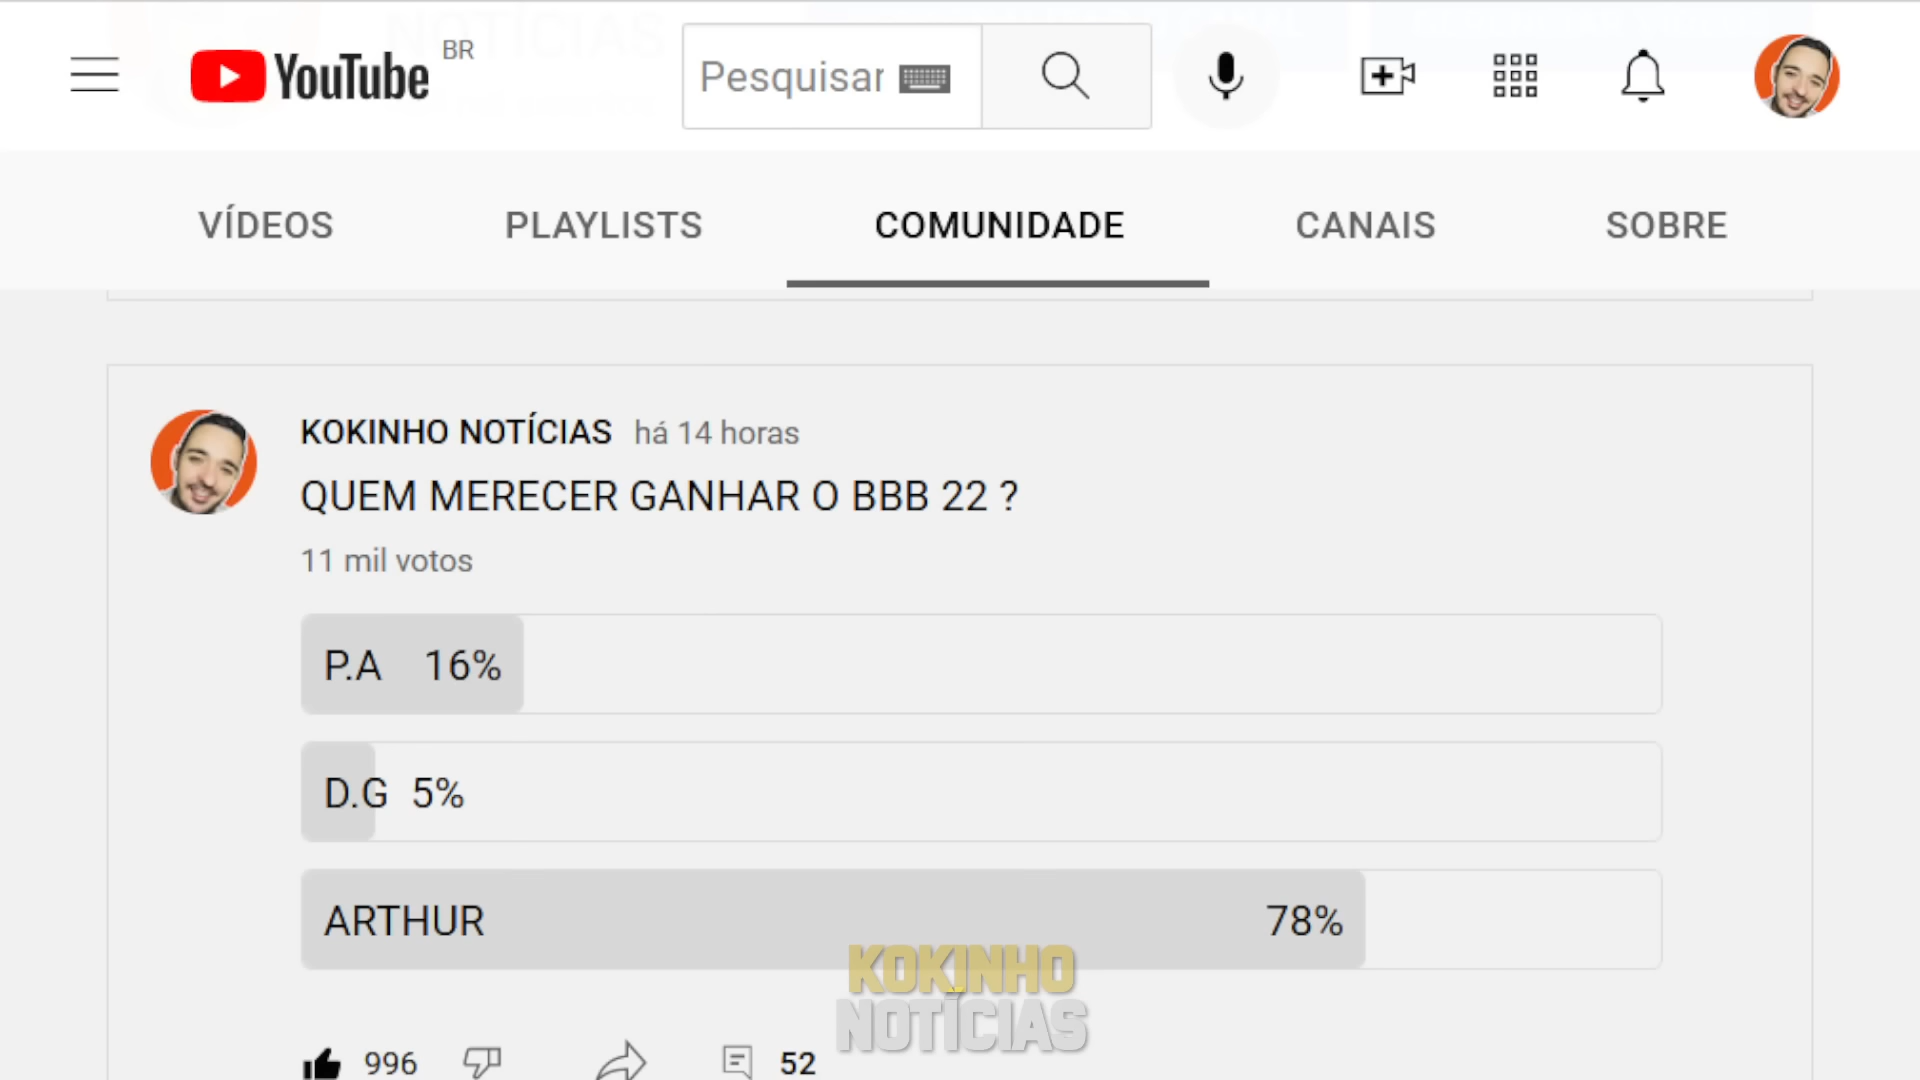 YouTube BR
Pesquisar
VÍDEOS PLAYLISTS COMUNIDADE CANAIS SOBRE
KOKINHO NOTÍCIAS há 14 horas
QUEM MERECER GANHAR O BBB 22 ?
11 mil votos
P.A 16%
D.G 5%
ARTHUR 78%
KOKINHO
NOTÍCIAS
996 52